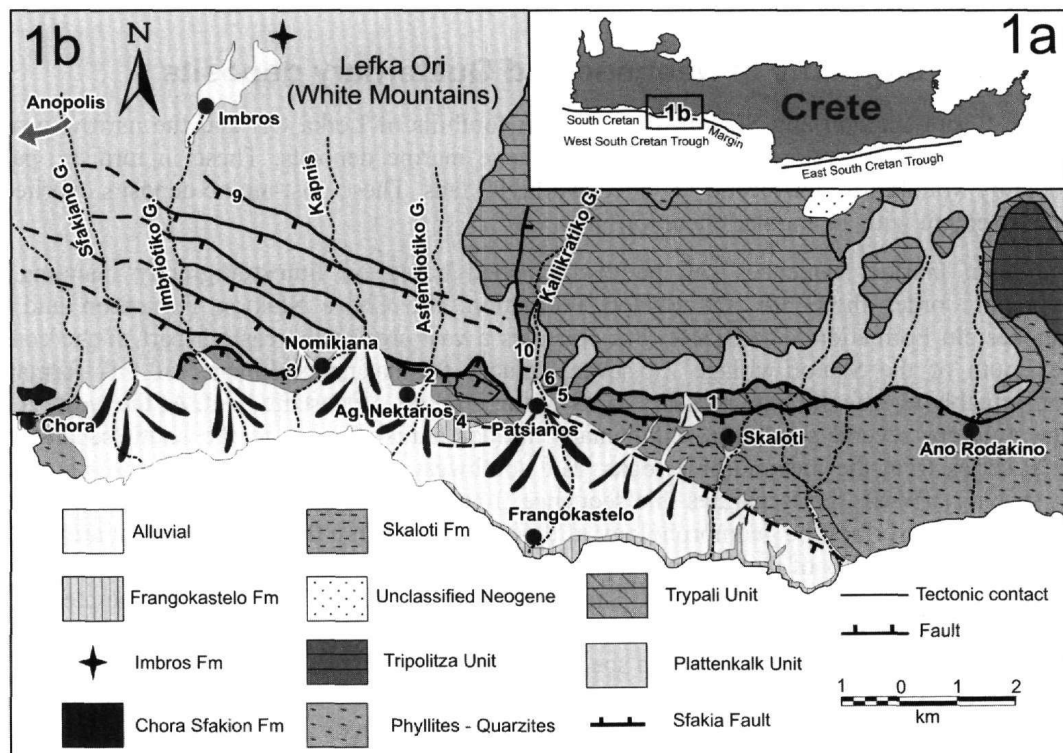 1b
N
Lefka Ori
(White Mountains)
Anopolis
Imbros
1a
Crete
1b
South Cretan
Margin
West South Cretan Trough
East South Cretan Trough
Sfakiano G.
Imbriotiko G.
Kapnis
Asfendiotiko G.
Kallikratiko G.
9
10
Nomikiana
3
2
6
5
1
Ag. Nektarios
4
Chora
Patsianos
Skaloti
Ano Rodakino
Frangokastelo
Alluvial
Skaloti Fm
Frangokastelo Fm
Unclassified Neogene
Trypali Unit
Tectonic contact
Fault
Imbros Fm
Tripolitza Unit
Plattenkalk Unit
1 0 1 2
km
Chora Sfakion Fm
Phyllites - Quarzites
Sfakia Fault